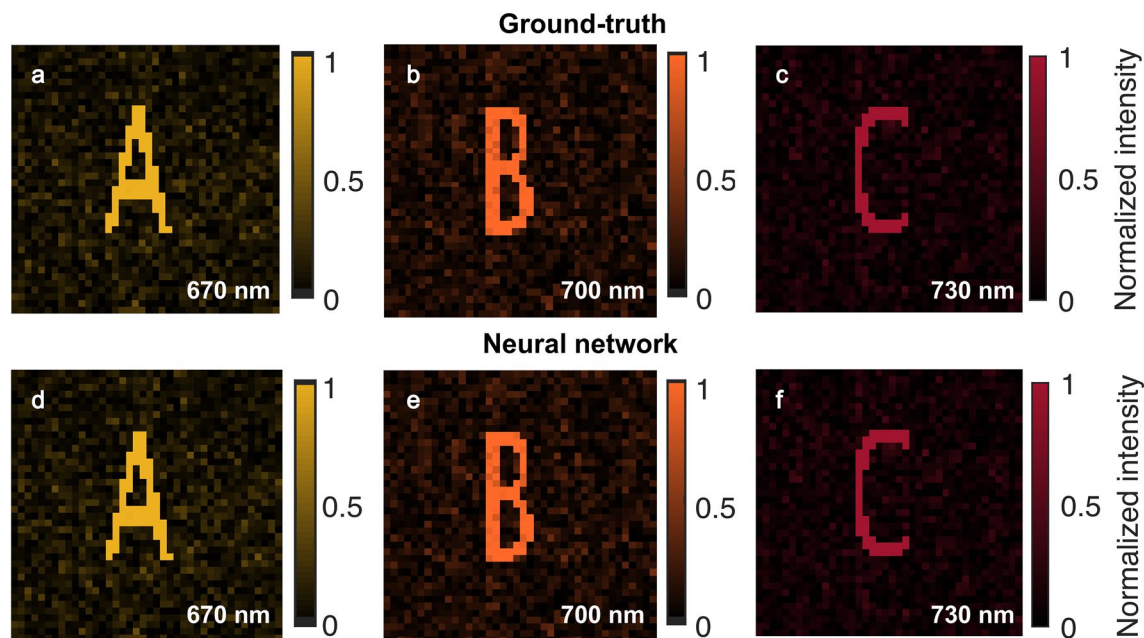 Ground-truth
a
A
670 nm
1
0.5
0
b
B
700 nm
1
0.5
0
c
C
730 nm
1
0.5
0
Normalized intensity
Neural network
d
A
670 nm
1
0.5
0
e
B
700 nm
1
0.5
0
f
C
730 nm
1
0.5
0
Normalized intensity